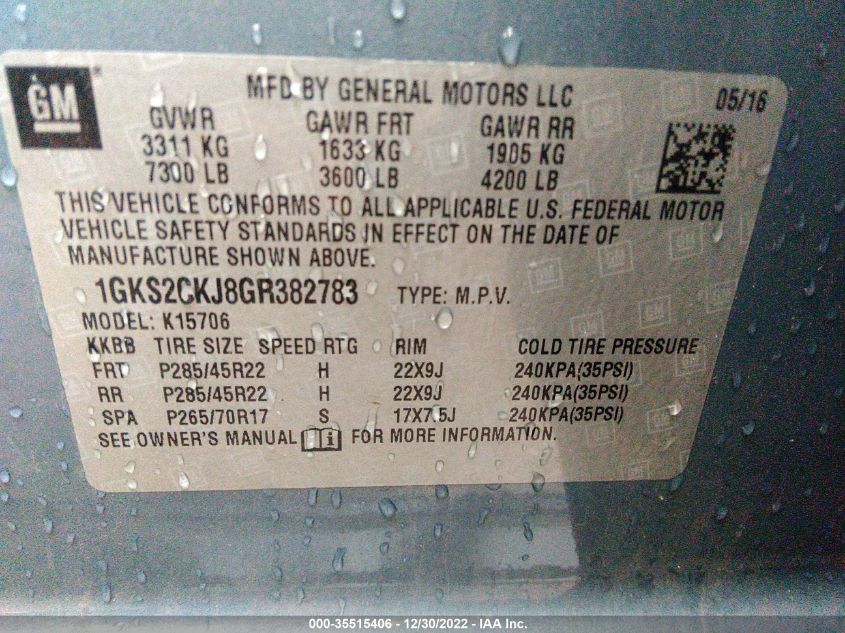 GM
MFD BY GENERAL MOTORS LLC 05/16
GVWR GAWR FRT GAWR RR
3311 KG 1633 KG 1905 KG
7300 LB 3600 LB 4200 LB
THIS VEHICLE CONFORMS TO ALL APPLICABLE U.S. FEDERAL MOTOR
VEHICLE SAFETY STANDARDS IN EFFECT ON THE DATE OF
MANUFACTURE SHOWN ABOVE.
1GKS2CKJ8GR382783 TYPE: M.P.V.
MODEL: K15706
KKBB TIRE SIZE SPEED RTG RIM COLD TIRE PRESSURE
FRT P285/45R22 H 22X9J 240KPA(35PSI)
RR P285/45R22 H 22X9J 240KPA(35PSI)
SPA P265/70R17 S 17X7.5J 240KPA(35PSI)
SEE OWNER'S MANUAL FOR MORE INFORMATION.
000-35515406 - 12/30/2022 - IAA Inc.